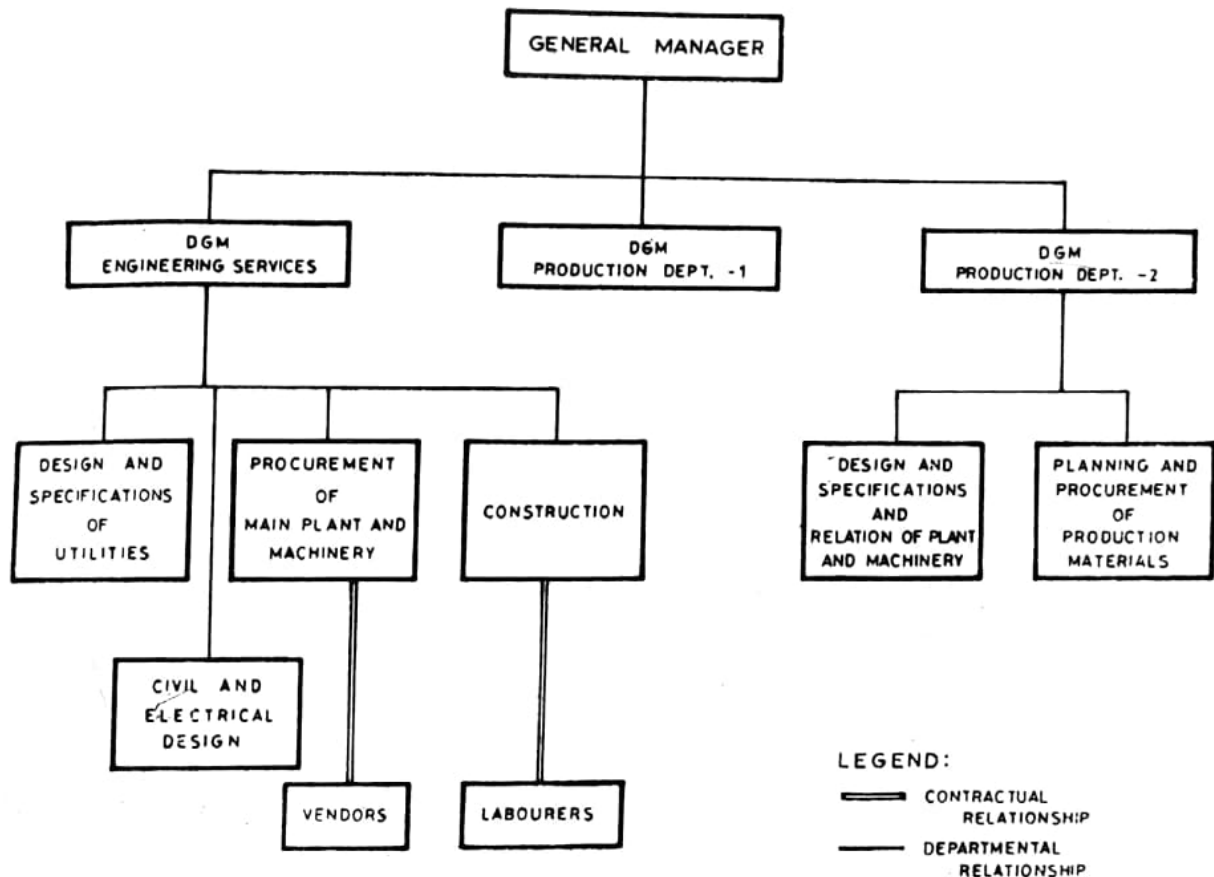 GENERAL MANAGER
DGM
ENGINEERING SERVICES
DGM
PRODUCTION DEPT. -1
DGM
PRODUCTION DEPT. -2
DESIGN AND
SPECIFICATIONS
OF
UTILITIES
PROCUREMENT
OF
MAIN PLANT AND
MACHINERY
CONSTRUCTION
DESIGN AND
SPECIFICATIONS
AND
RELATION OF PLANT
AND MACHINERY
PLANNING AND
PROCUREMENT
OF
PRODUCTION
MATERIALS
CIVIL AND
ELECTRICAL
DESIGN
VENDORS
LABOURERS
LEGEND:
CONTRACTUAL
RELATIONSHIP
DEPARTMENTAL
RELATIONSHIP